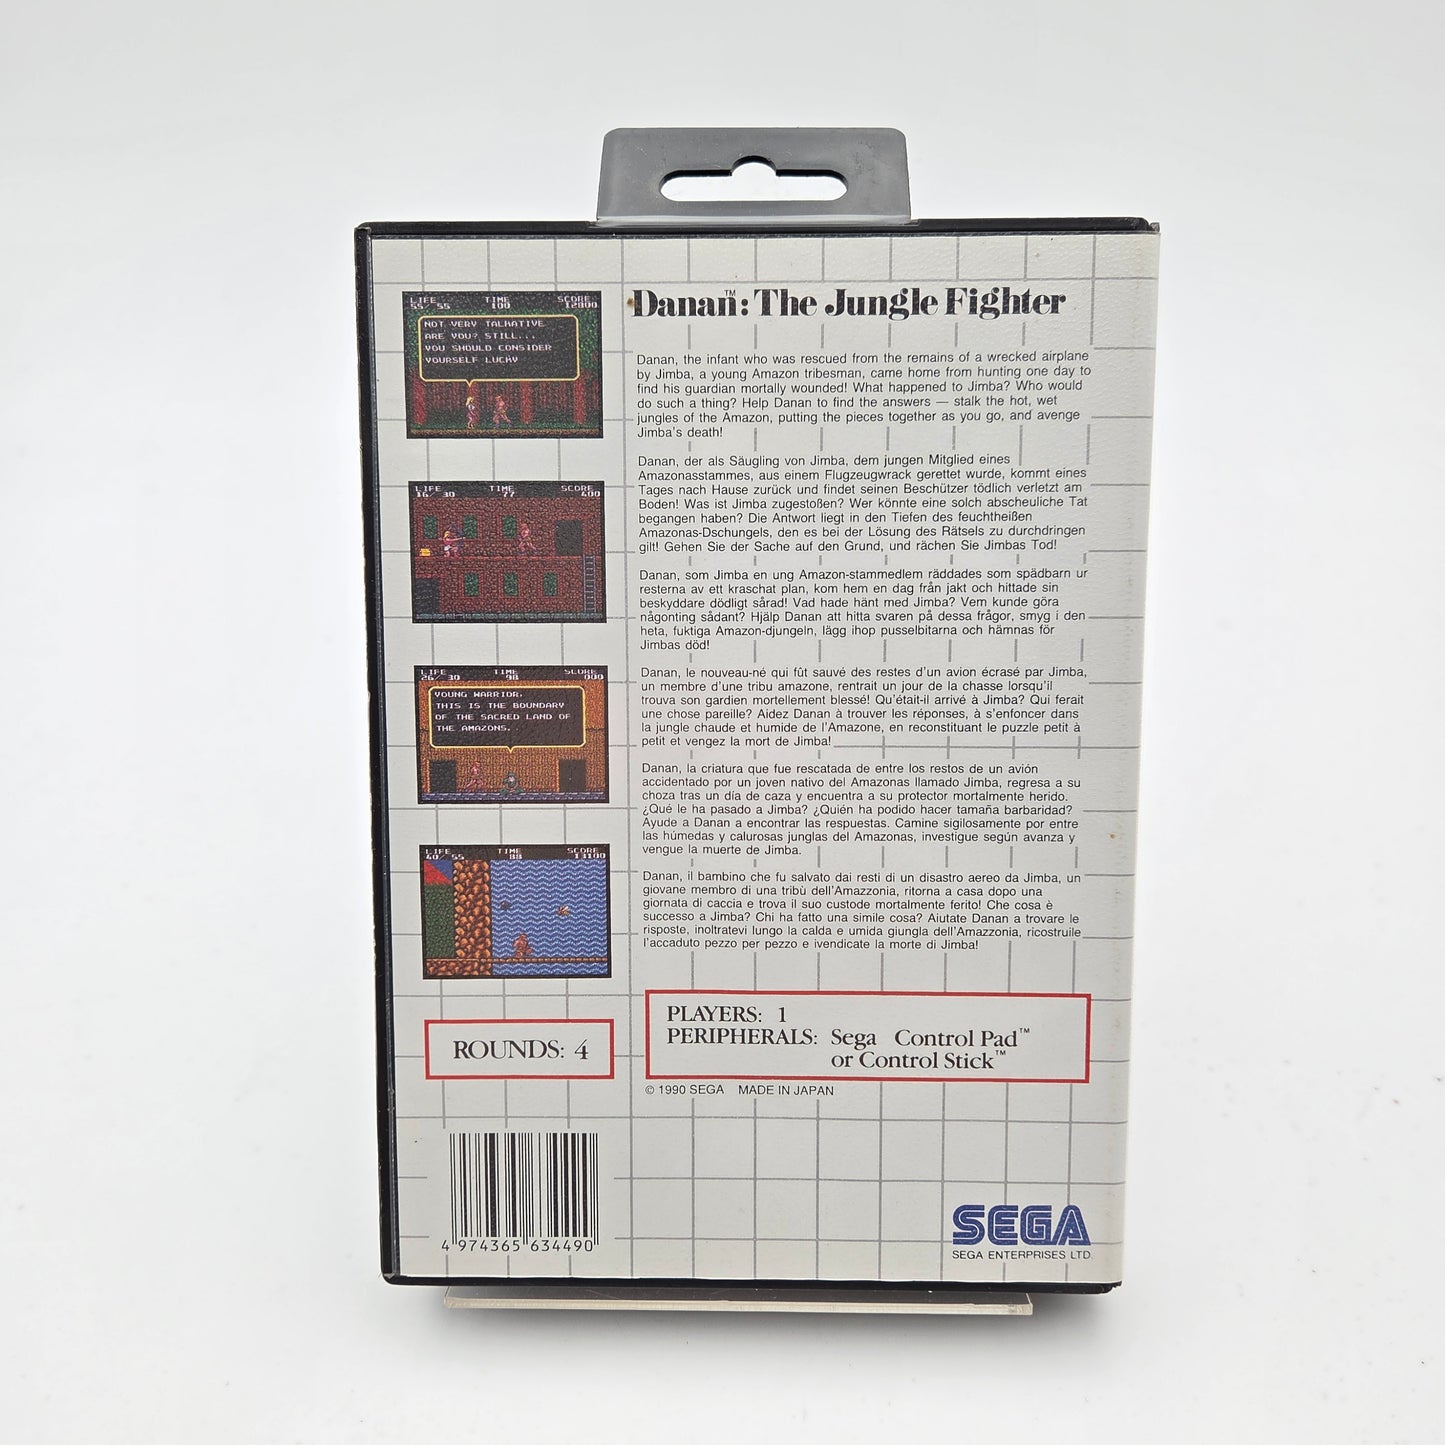 Danan™: The Jungle Fighter
Danan, the infant who was rescued from the remains of a wrecked airplane
by Jimba, a young Amazon tribesman, came home from hunting one day to
find his guardian mortally wounded! What happened to Jimba? Who would
do such a thing? Help Danan to find the answers — stalk the hot, wet
jungles of the Amazon, putting the pieces together as you go, and avenge
Jimba's death!
Danan, der als Säugling von Jimba, dem jungen Mitglied eines
Amazonasstammes, aus einem Flugzeugwrack gerettet wurde, kommt eines
Tages nach Hause zurück und findet seinen Beschützer tödlich verletzt am
Boden! Was ist Jimba zugestoßen? Wer könnte eine solch abscheuliche Tat
begangen haben? Die Antwort liegt in den Tiefen des feuchtheißen
Amazonas-Dschungels, den es bei der Lösung des Rätsels zu durchdringen
gilt! Gehen Sie der Sache auf den Grund, und rächen Sie Jimbas Tod!
Danan, som Jimba en ung Amazon-stammedlem räddades som spädbarn ur
resterna av ett kraschat plan, kom hem en dag från jakt och hittade sin
beskyddare dödligt sårad! Vad hade hänt med Jimba? Vem kunde göra
någonting sådant? Hjälp Danan att hitta svaren på dessa frågor, smyg i den
heta, fuktiga Amazon-djungeln, lägg ihop pusselbitarna och hämnas för
Jimbas död!
Danan, le nouveau-né qui fût sauvé des restes d'un avion écrasé par Jimba,
un membre d'une tribu amazone, rentrait un jour de la chasse lorsqu'il
trouva son gardien mortellement blessé! Qu'était-il arrivé à Jimba? Qui ferait
une chose pareille? Aidez Danan à trouver les réponses, à s'enfoncer dans
la jungle chaude et humide de l'Amazone, en reconstituant le puzzle petit à
petit et vengez la mort de Jimba!
Danan, la criatura que fue rescatada de entre los restos de un avión
accidentado por un joven nativo del Amazonas llamado Jimba, regresa a su
choza tras un día de caza y encuentra a su protector mortalmente herido.
¿Qué le ha pasado a Jimba? ¿Quién ha podido hacer tamaña barbaridad?
Ayude a Danan a encontrar las respuestas. Camine sigilosamente por entre
las húmedas y calurosas junglas del Amazonas, investigue según avanza y
vengue la muerte de Jimba.
Danan, il bambino che fu salvato dai resti di un disastro aereo da Jimba, un
giovane membro di una tribù dell'Amazzonia, ritorna a casa dopo una
giornata di caccia e trova il suo custode mortalmente ferito! Che cosa è
successo a Jimba? Chi ha fatto una simile cosa? Aiutate Danan a trovare le
risposte, inoltratevi lungo la calda e umida giungla dell'Amazzonia, ricostruile
l'accaduto pezzo per pezzo e ivendicate la morte di Jimba!
LIFE TIME SCORE
55/ 55 100 12800
NOT VERY TALKATIVE
ARE YOU? STILL...
YOU SHOULD CONSIDER
YOURSELF LUCKY
LIFE TIME SCORE
16/ 30 77 400
LIFE TIME SCORE
26/ 30 98 000
YOUNG WARRIOR,
THIS IS THE BOUNDARY
OF THE SACRED LAND OF
THE AMAZONS.
LIFE TIME SCORE
40/ 55 88 13100
ROUNDS: 4
PLAYERS: 1
PERIPHERALS: Sega Control Pad™
or Control Stick™
© 1990 SEGA MADE IN JAPAN
4 974365 634490
SEGA
SEGA ENTERPRISES LTD.